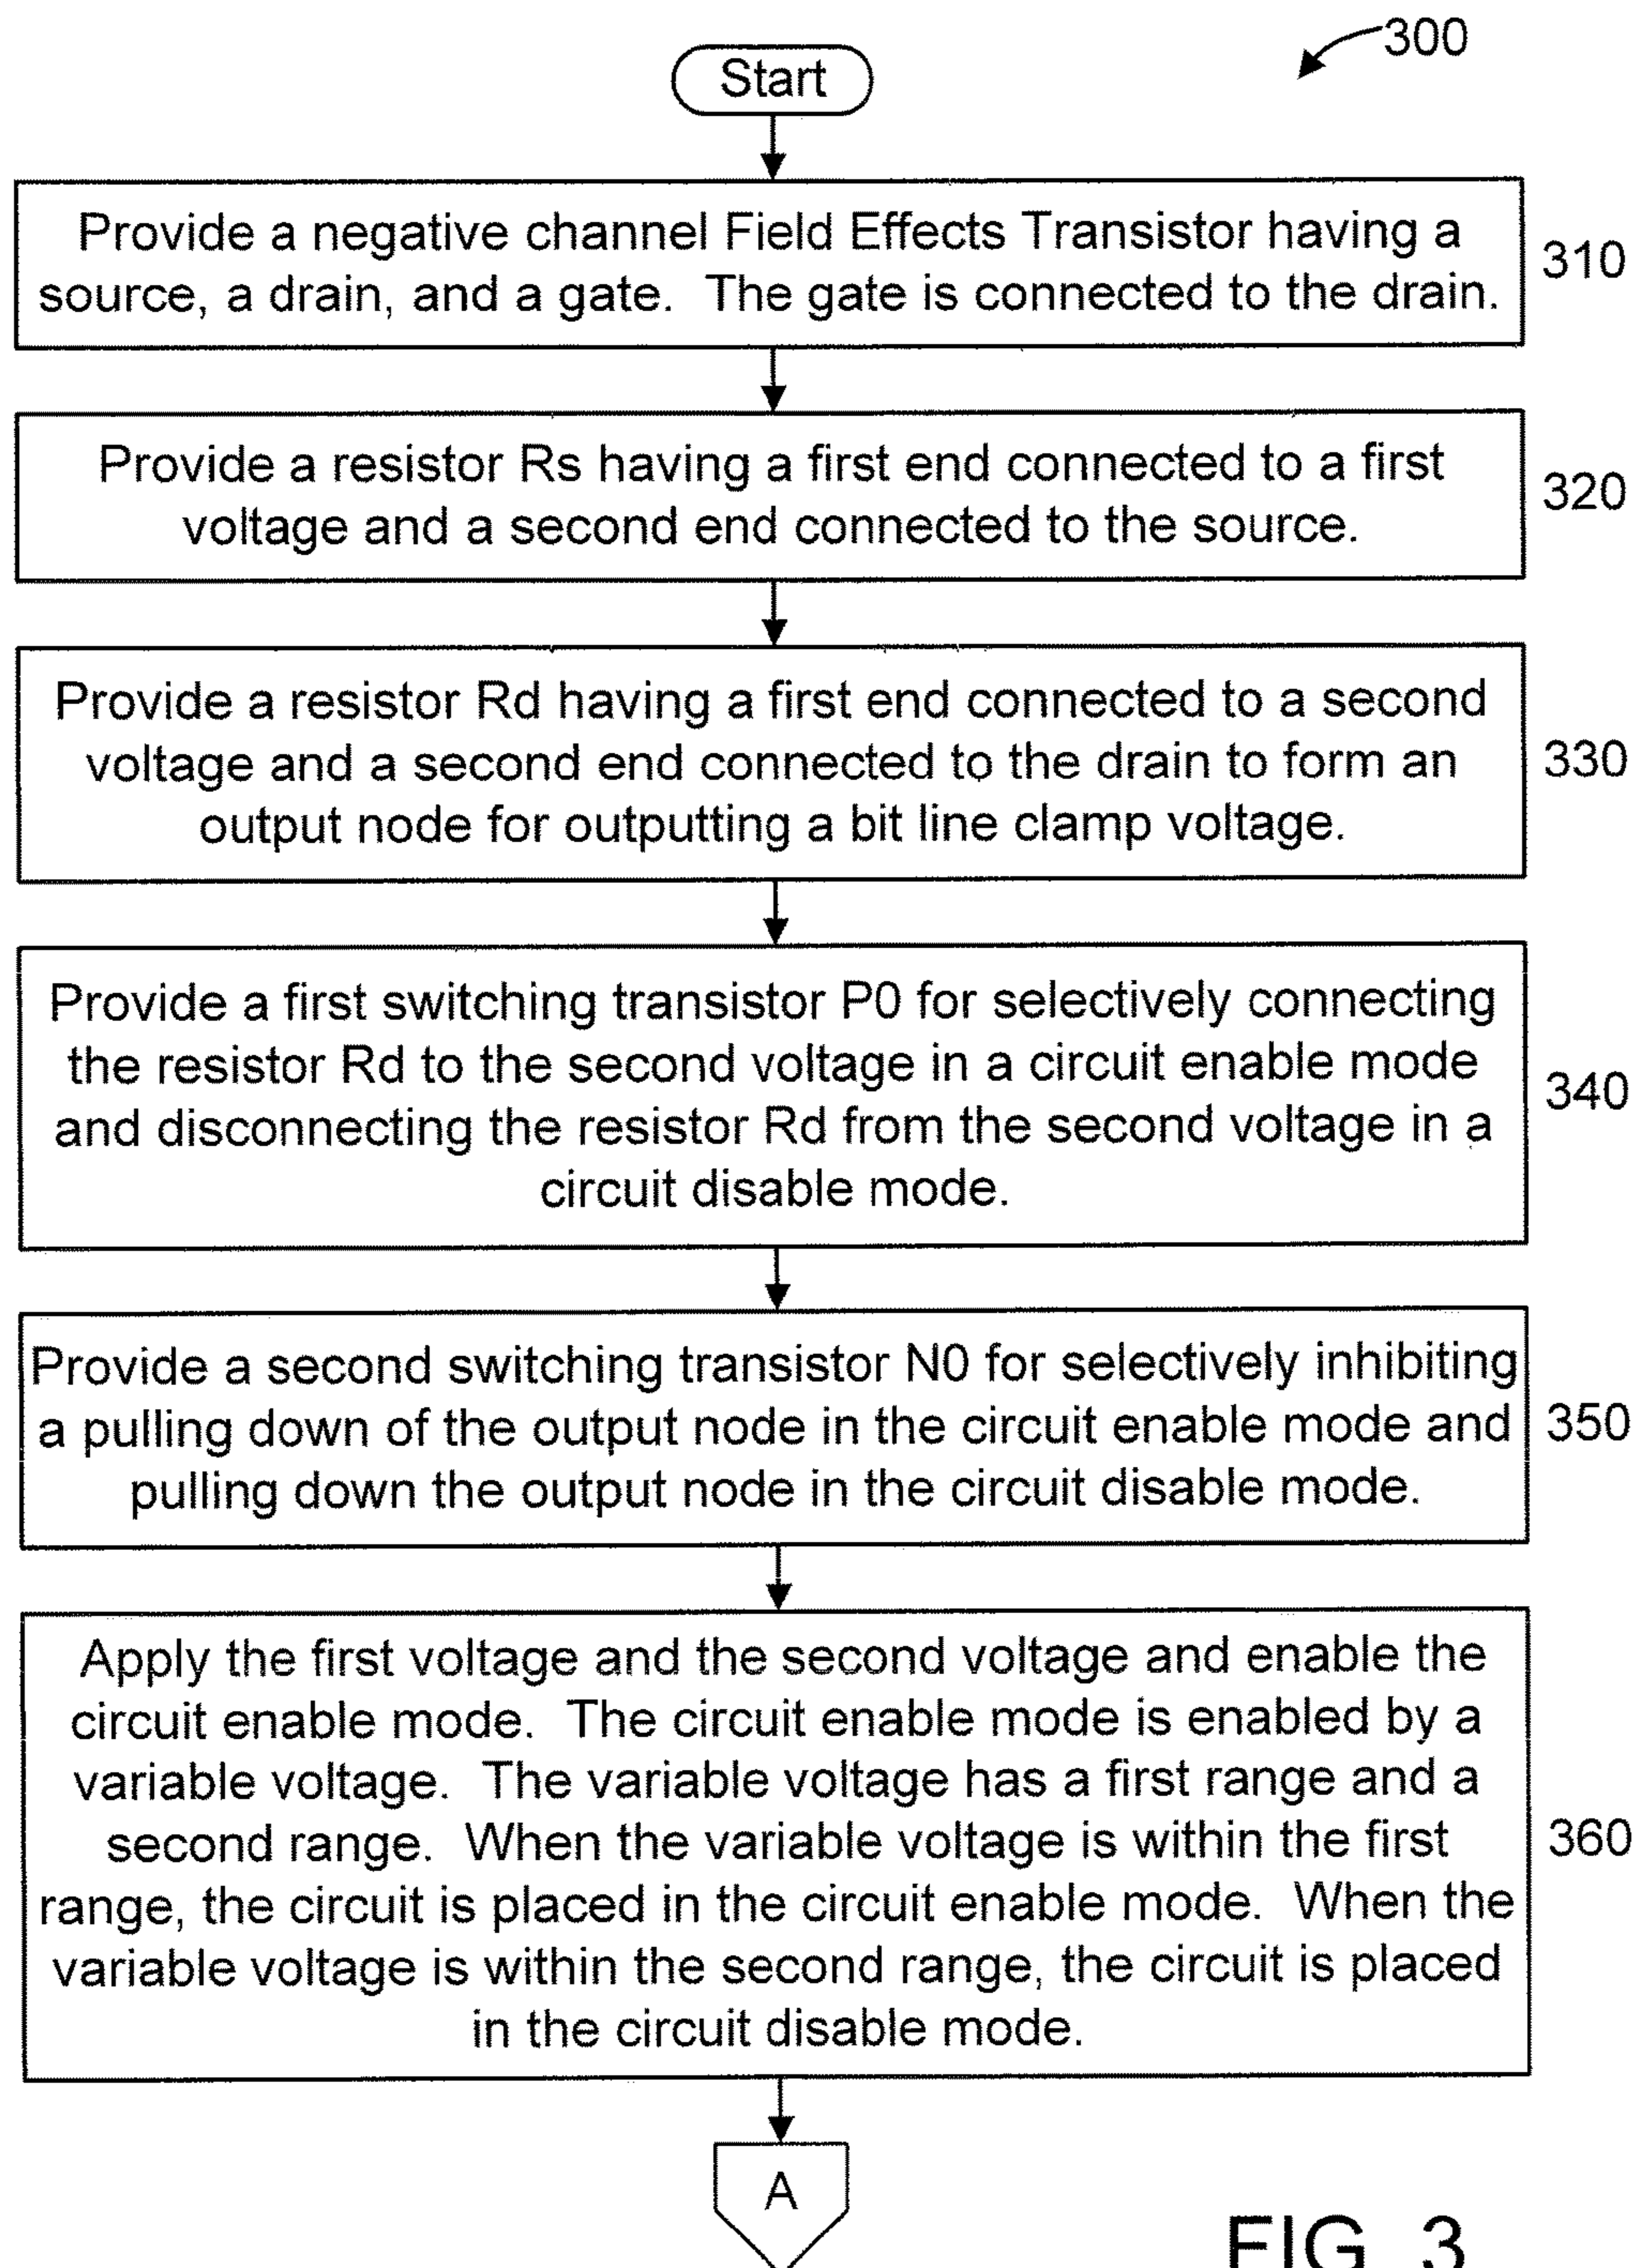 300
Start
Provide a negative channel Field Effects Transistor having a
source, a drain, and a gate.  The gate is connected to the drain.
310
Provide a resistor Rs having a first end connected to a first
voltage and a second end connected to the source.
320
Provide a resistor Rd having a first end connected to a second
voltage and a second end connected to the drain to form an
output node for outputting a bit line clamp voltage.
330
Provide a first switching transistor P0 for selectively connecting
the resistor Rd to the second voltage in a circuit enable mode
and disconnecting the resistor Rd from the second voltage in a
circuit disable mode.
340
Provide a second switching transistor N0 for selectively inhibiting
a pulling down of the output node in the circuit enable mode and
pulling down the output node in the circuit disable mode.
350
Apply the first voltage and the second voltage and enable the
circuit enable mode.  The circuit enable mode is enabled by a
variable voltage.  The variable voltage has a first range and a
second range.  When the variable voltage is within the first
range, the circuit is placed in the circuit enable mode.  When the
variable voltage is within the second range, the circuit is placed
in the circuit disable mode.
360
A
FIG. 3